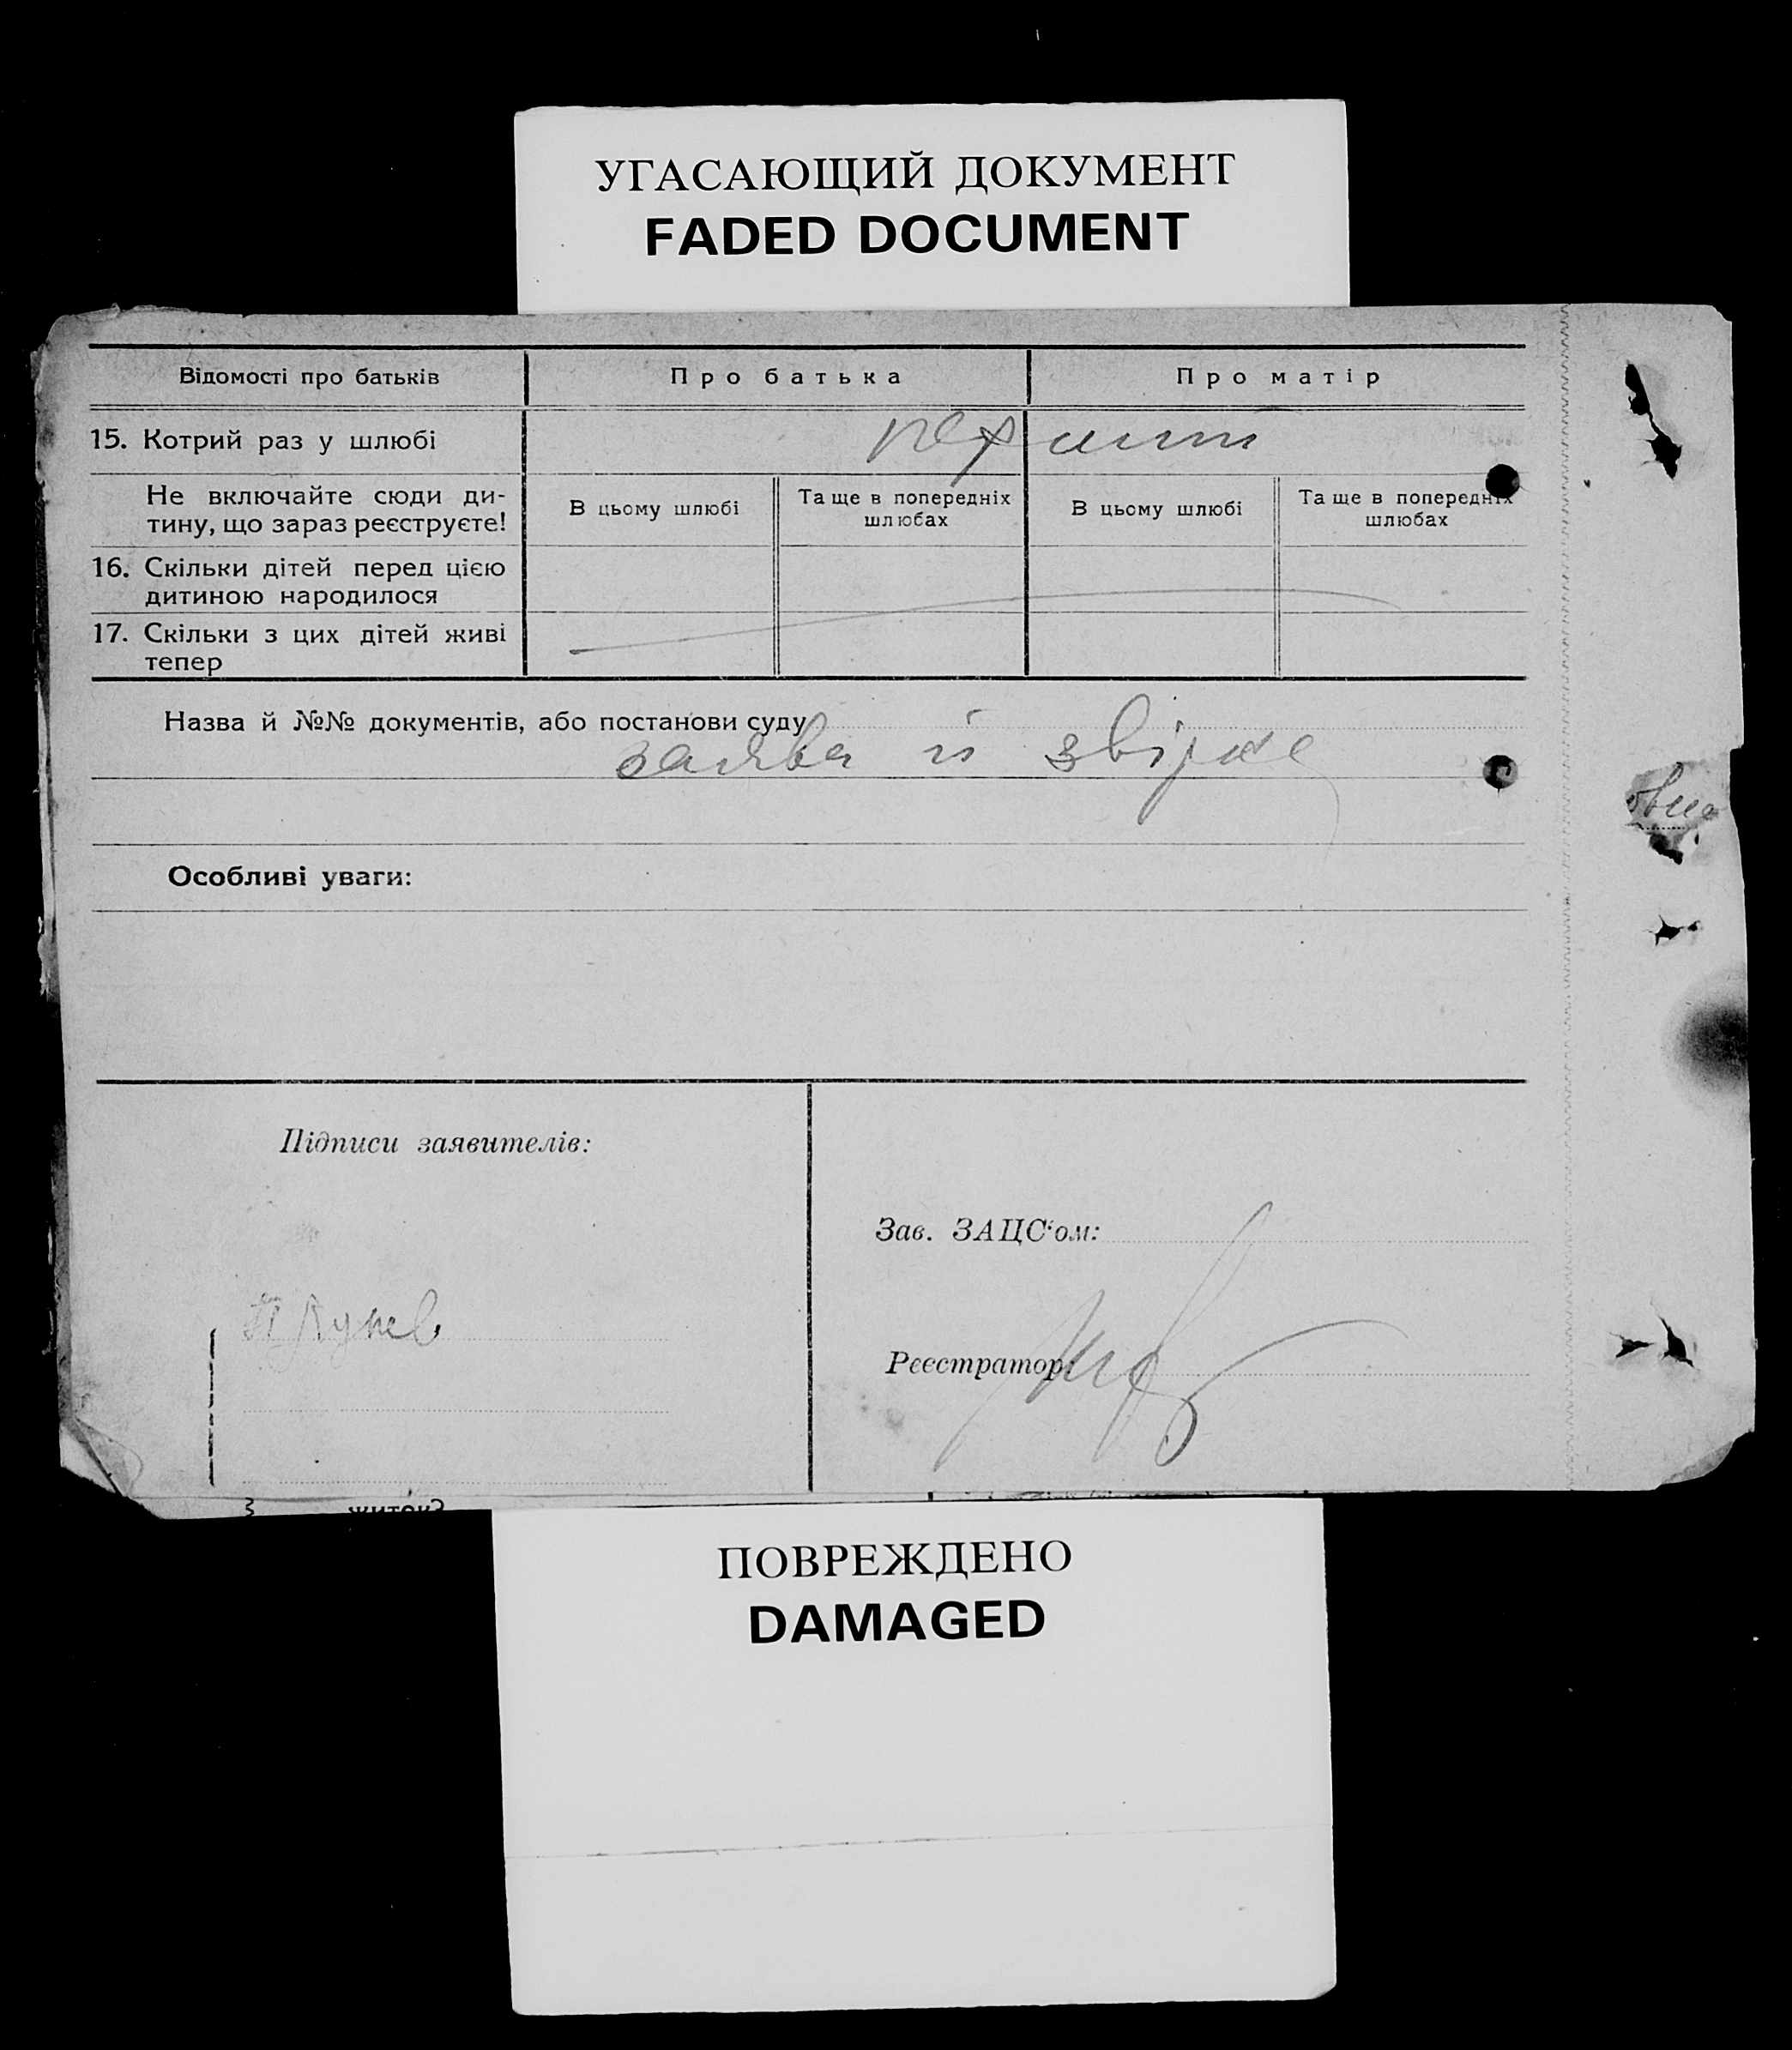 УГАСАЮЩИЙ ДОКУМЕНТ
FADED DOCUMENT
Відомості про батьків
Про батька
Про матір
15. Котрий раз у шлюбі
Не включайте сюди ди-
тину, що зараз реєструєте!
В цьому шлюбі
Та ще в попередніх
шлюбах
В цьому шлюбі
Та ще в попередніх
шлюбах
16. Скільки дітей перед цією
дитиною народилося
17. Скільки з цих дітей живі
тепер
Назва й №№ документів, або постанови суду
заява й
Особливі уваги:
Підписи заявителів:
Зав. ЗАЦС‘ом:
Реєстратор:
ПОВРЕЖДЕНО
DAMAGED